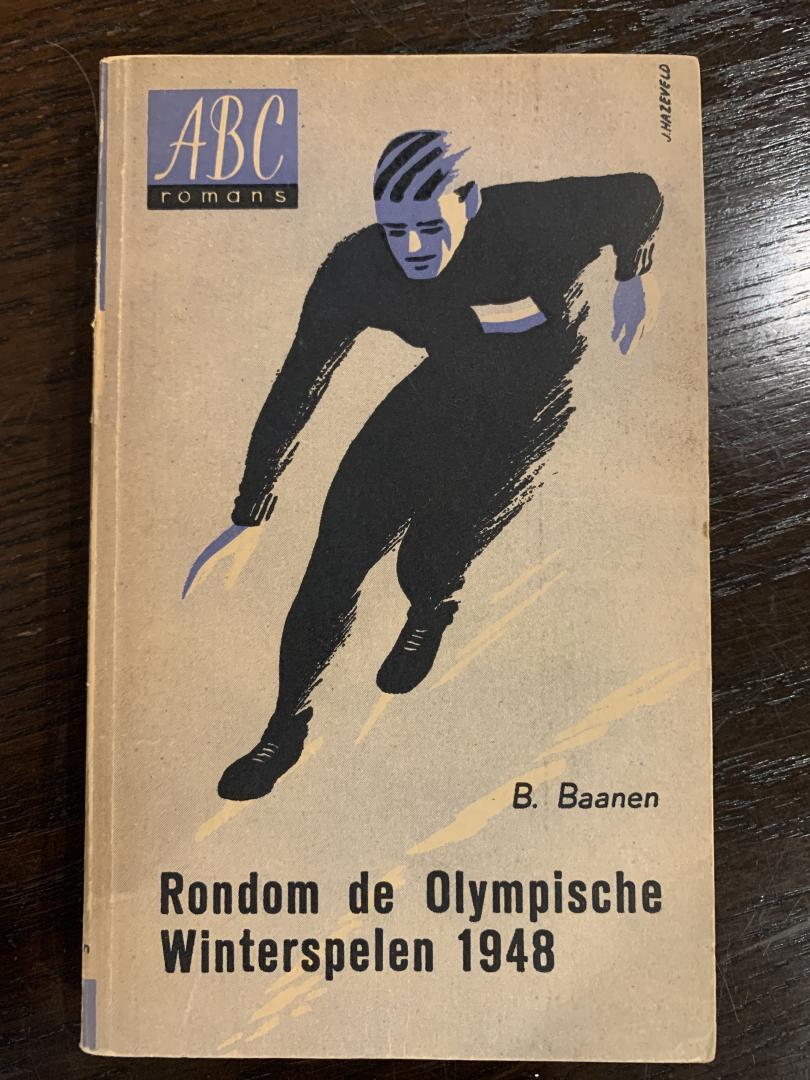 J. HAZEVELD
ABC
romans
B. Baanen
Rondom de Olympische
Winterspelen 1948